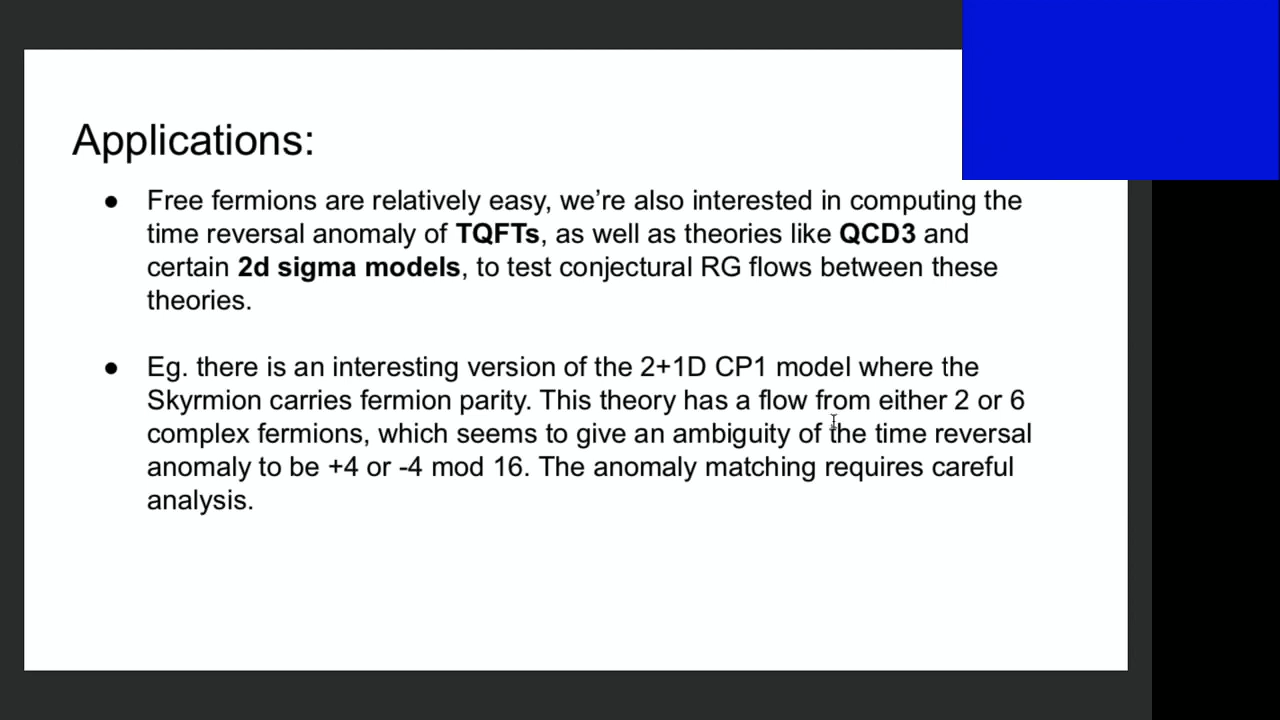 Applications:
● Free fermions are relatively easy, we’re also interested in computing the
time reversal anomaly of TQFTs, as well as theories like QCD3 and
certain 2d sigma models, to test conjectural RG flows between these
theories.
● Eg. there is an interesting version of the 2+1D CP1 model where the
Skyrmion carries fermion parity. This theory has a flow from either 2 or 6
complex fermions, which seems to give an ambiguity of the time reversal
anomaly to be +4 or -4 mod 16. The anomaly matching requires careful
analysis.